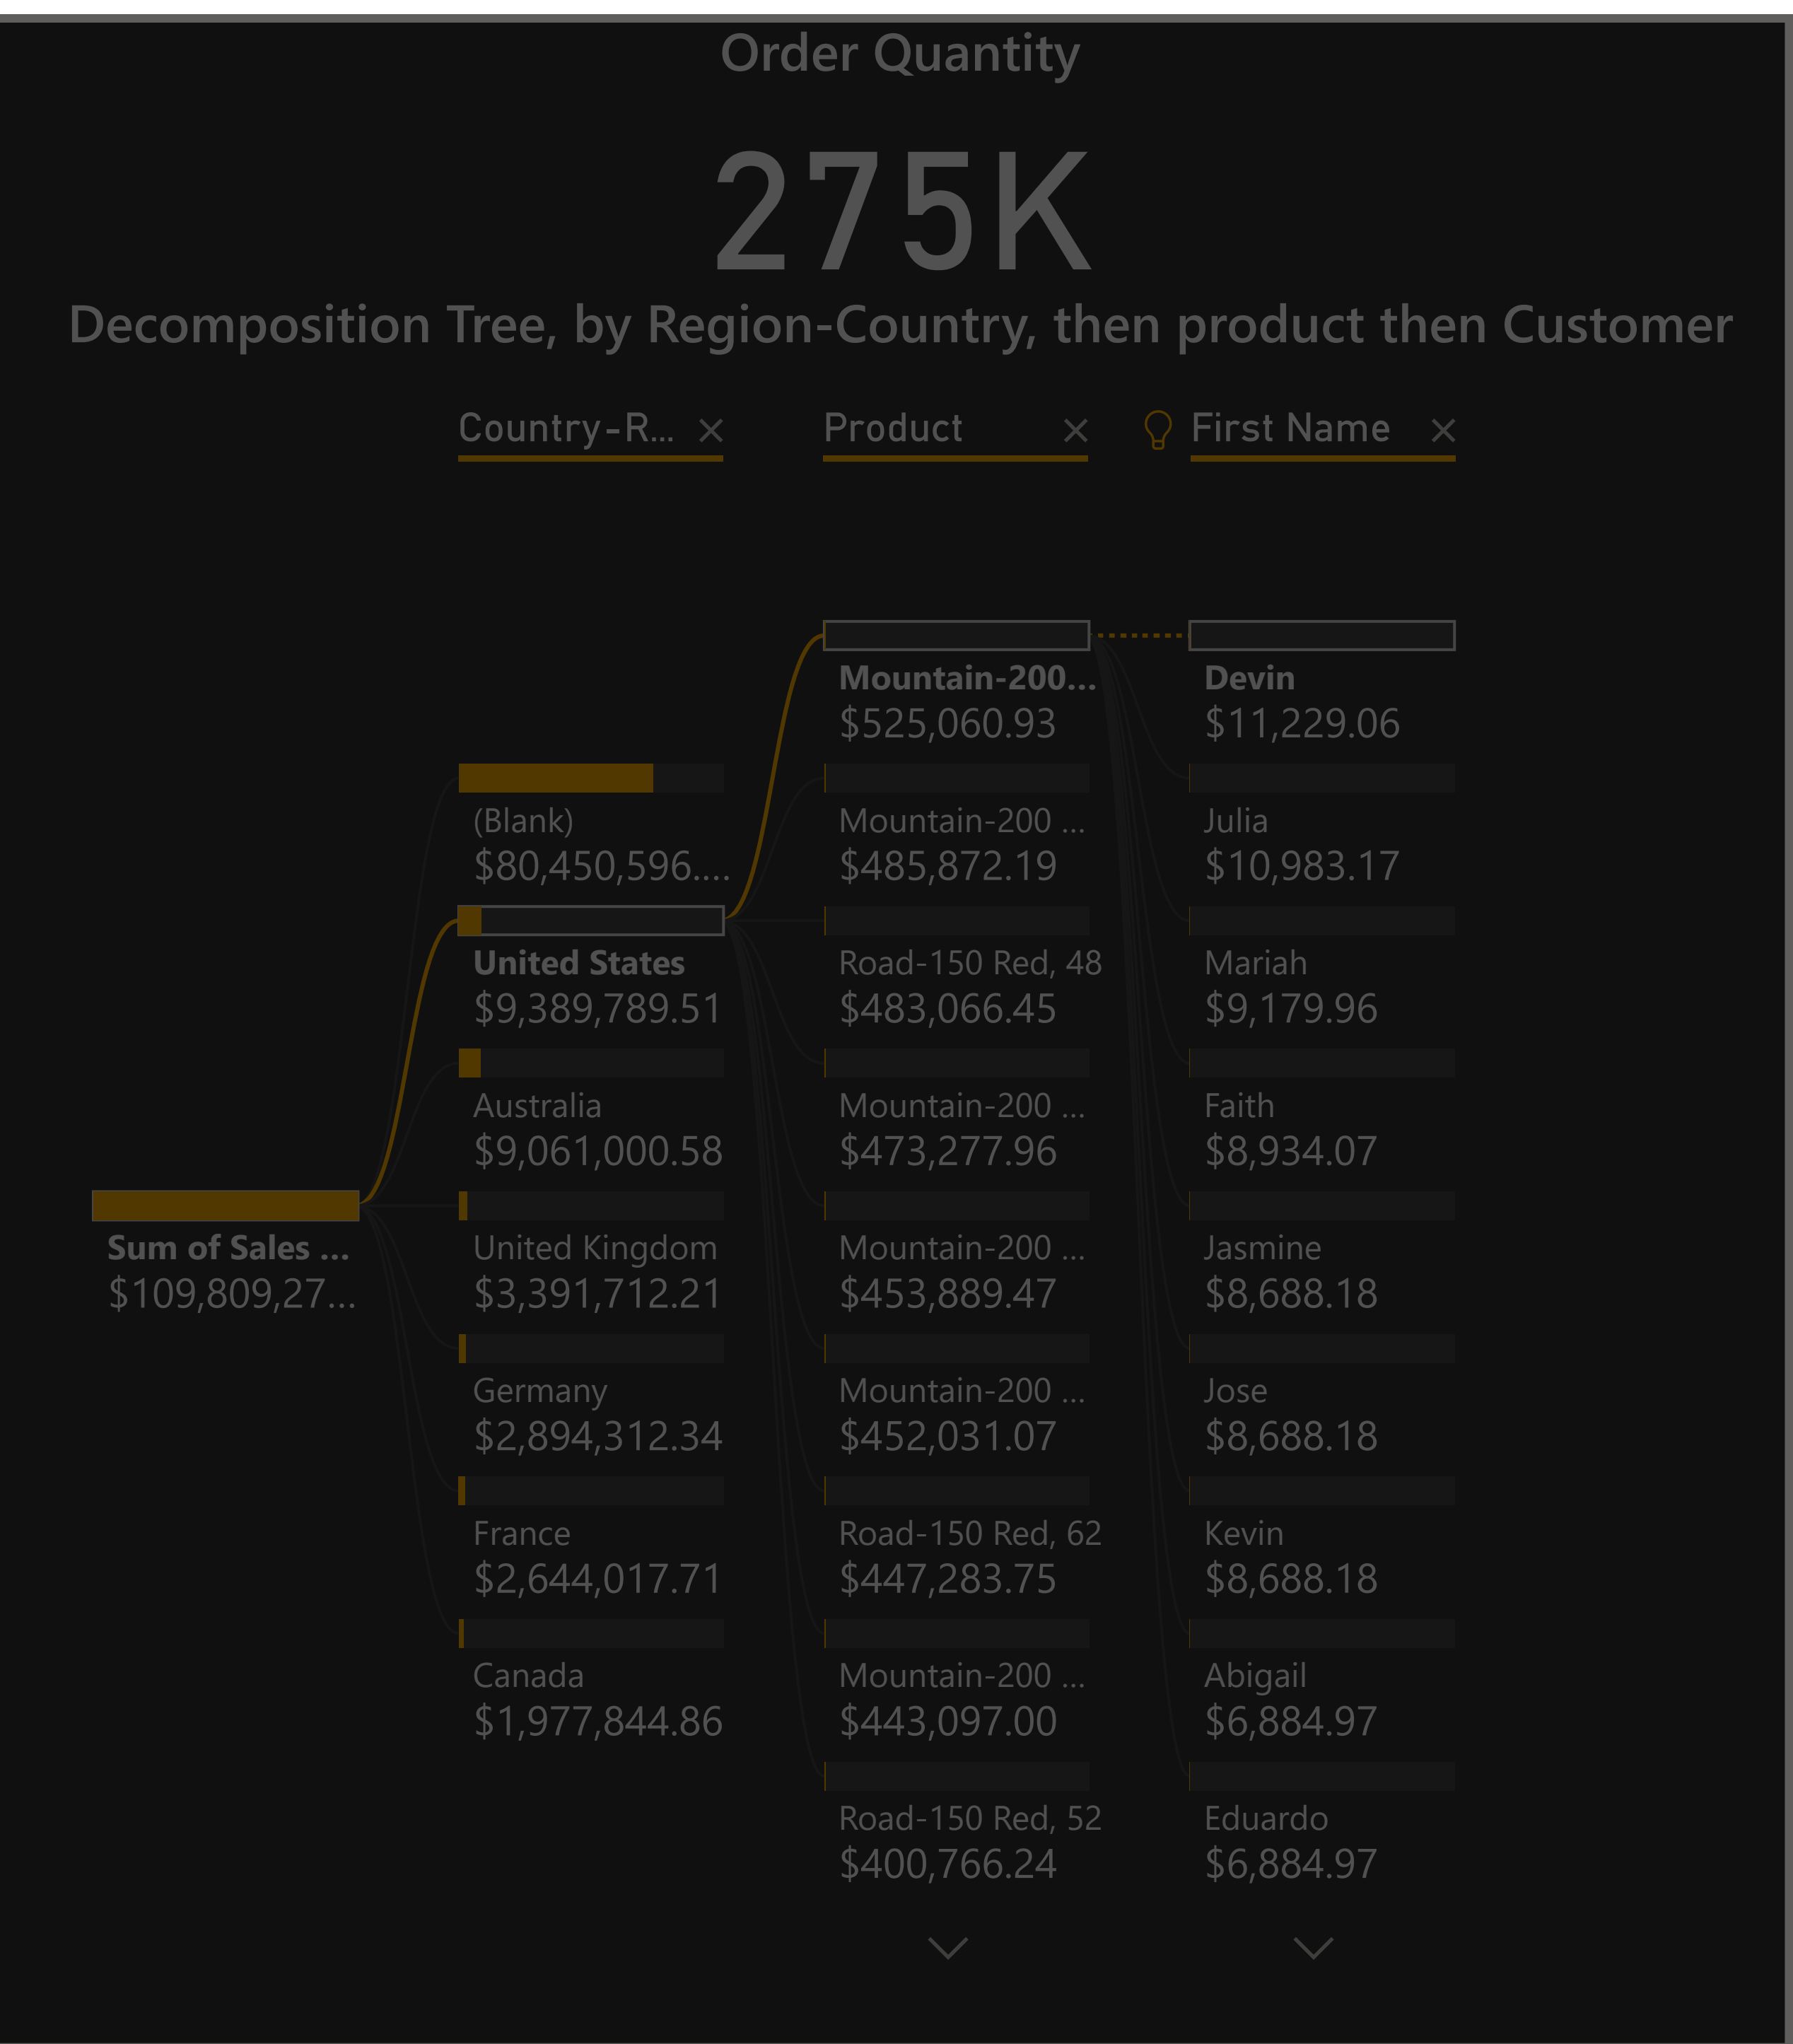 Order Quantity
275K
Decomposition Tree, by Region-Country, then product then Customer
Country-R...
Product
First Name
Sum of Sales ...
$109,809,27...
(Blank)
$80,450,596....
United States
$9,389,789.51
Australia
$9,061,000.58
United Kingdom
$3,391,712.21
Germany
$2,894,312.34
France
$2,644,017.71
Canada
$1,977,844.86
Mountain-200...
$525,060.93
Mountain-200 ...
$485,872.19
Road-150 Red, 48
$483,066.45
Mountain-200 ...
$473,277.96
Mountain-200 ...
$453,889.47
Mountain-200 ...
$452,031.07
Road-150 Red, 62
$447,283.75
Mountain-200 ...
$443,097.00
Road-150 Red, 52
$400,766.24
Devin
$11,229.06
Julia
$10,983.17
Mariah
$9,179.96
Faith
$8,934.07
Jasmine
$8,688.18
Jose
$8,688.18
Kevin
$8,688.18
Abigail
$6,884.97
Eduardo
$6,884.97